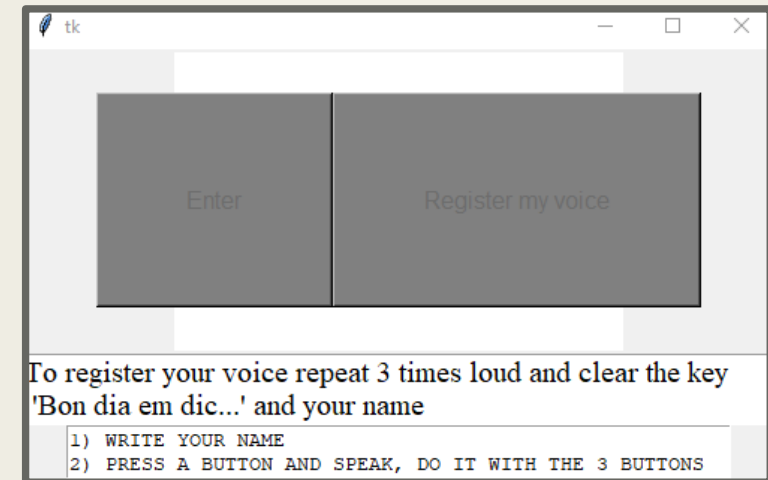 tk
Enter Register my voice
To register your voice repeat 3 times loud and clear the key
'Bon dia em dic...' and your name
1) WRITE YOUR NAME
2) PRESS A BUTTON AND SPEAK, DO IT WITH THE 3 BUTTONS